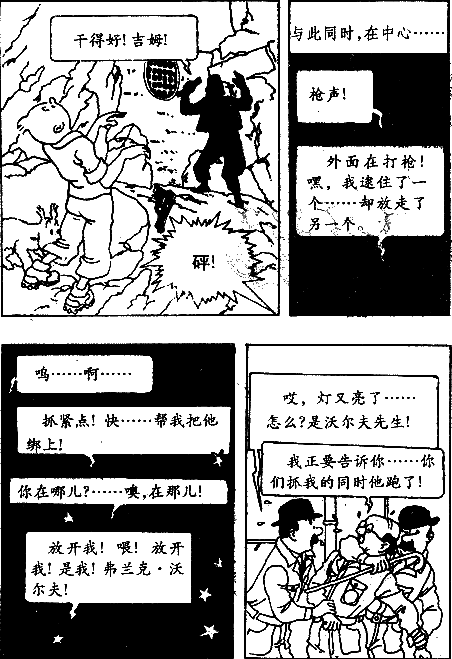 干得好！吉姆！
砰！
与此同时，在中心……
枪声！
外面在打枪！
嘿，我逮住了一
个……却放走了
另一个。
呜……啊……
抓紧点！快……帮我把他
绑上！
你在哪儿？……噢，在那儿！
放开我！喂！放开
我！是我！弗兰克·沃
尔夫！
哎，灯又亮了……
怎么？是沃尔夫先生！
我正要告诉你……你
们抓我的同时他跑了！